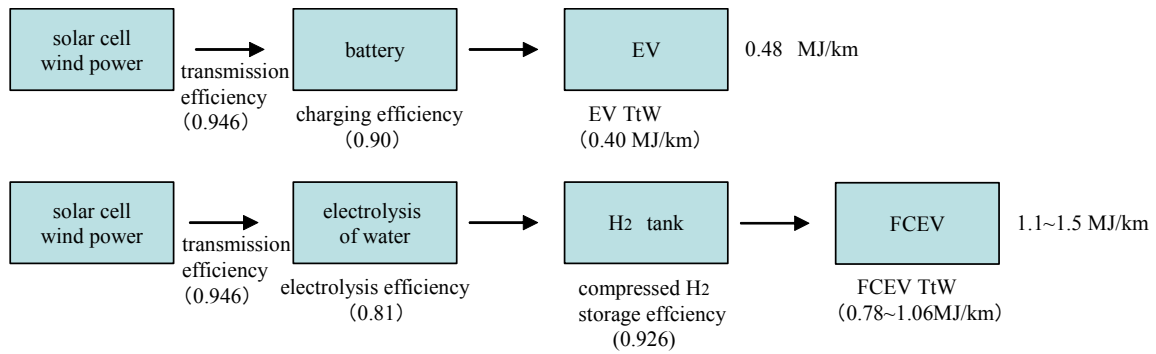 solar cell
wind power
transmission
efficiency
（0.946）
battery
charging efficiency
（0.90）
EV
EV TtW
（0.40 MJ/km）
0.48 MJ/km
solar cell
wind power
transmission
efficiency
（0.946）
electrolysis
of water
electrolysis efficiency
（0.81）
H2 tank
compressed H2
storage effciency
(0.926)
FCEV
FCEV TtW
（0.78~1.06MJ/km）
1.1~1.5 MJ/km